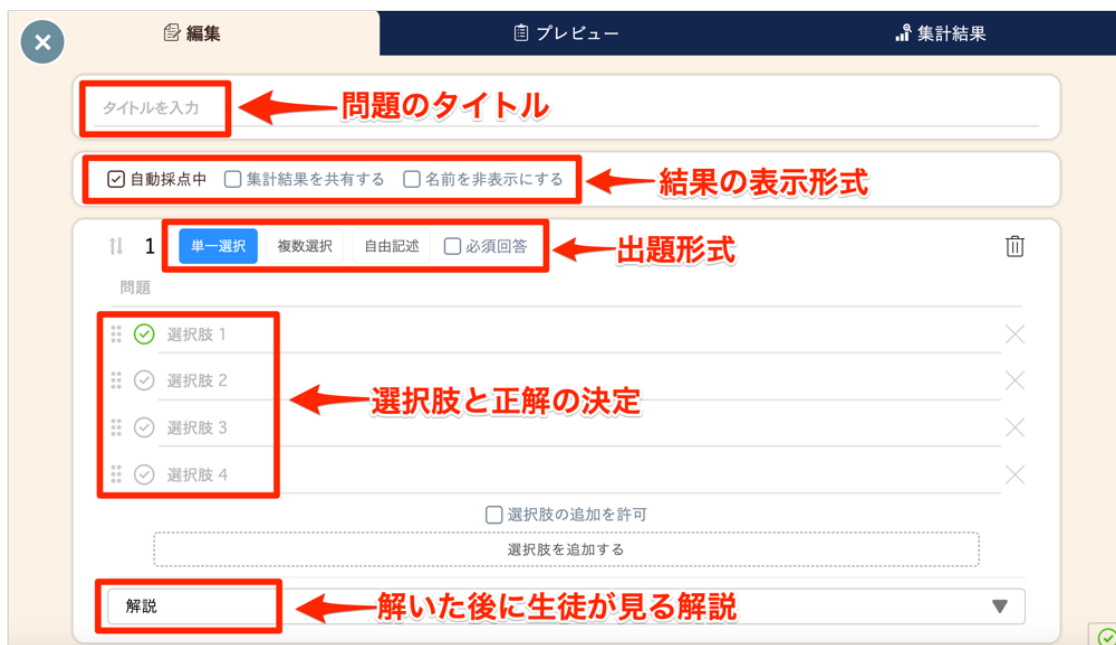 編集
プレビュー
集計結果
タイトルを入力
問題のタイトル
自動採点中 集計結果を共有する 名前を非表示にする
結果の表示形式
1 単一選択 複数選択 自由記述 必須回答
出題形式
問題
選択肢 1
選択肢 2
選択肢と正解の決定
選択肢 3
選択肢 4
選択肢の追加を許可
選択肢を追加する
解説
解いた後に生徒が見る解説